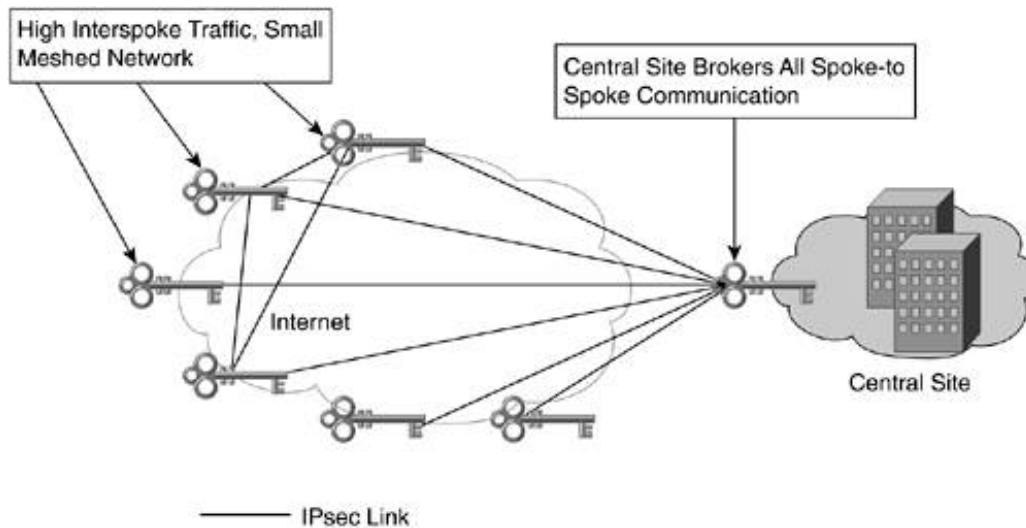 High Interspoke Traffic, Small
Meshed Network
Central Site Brokers All Spoke-to
Spoke Communication
Internet
Central Site
IPsec Link